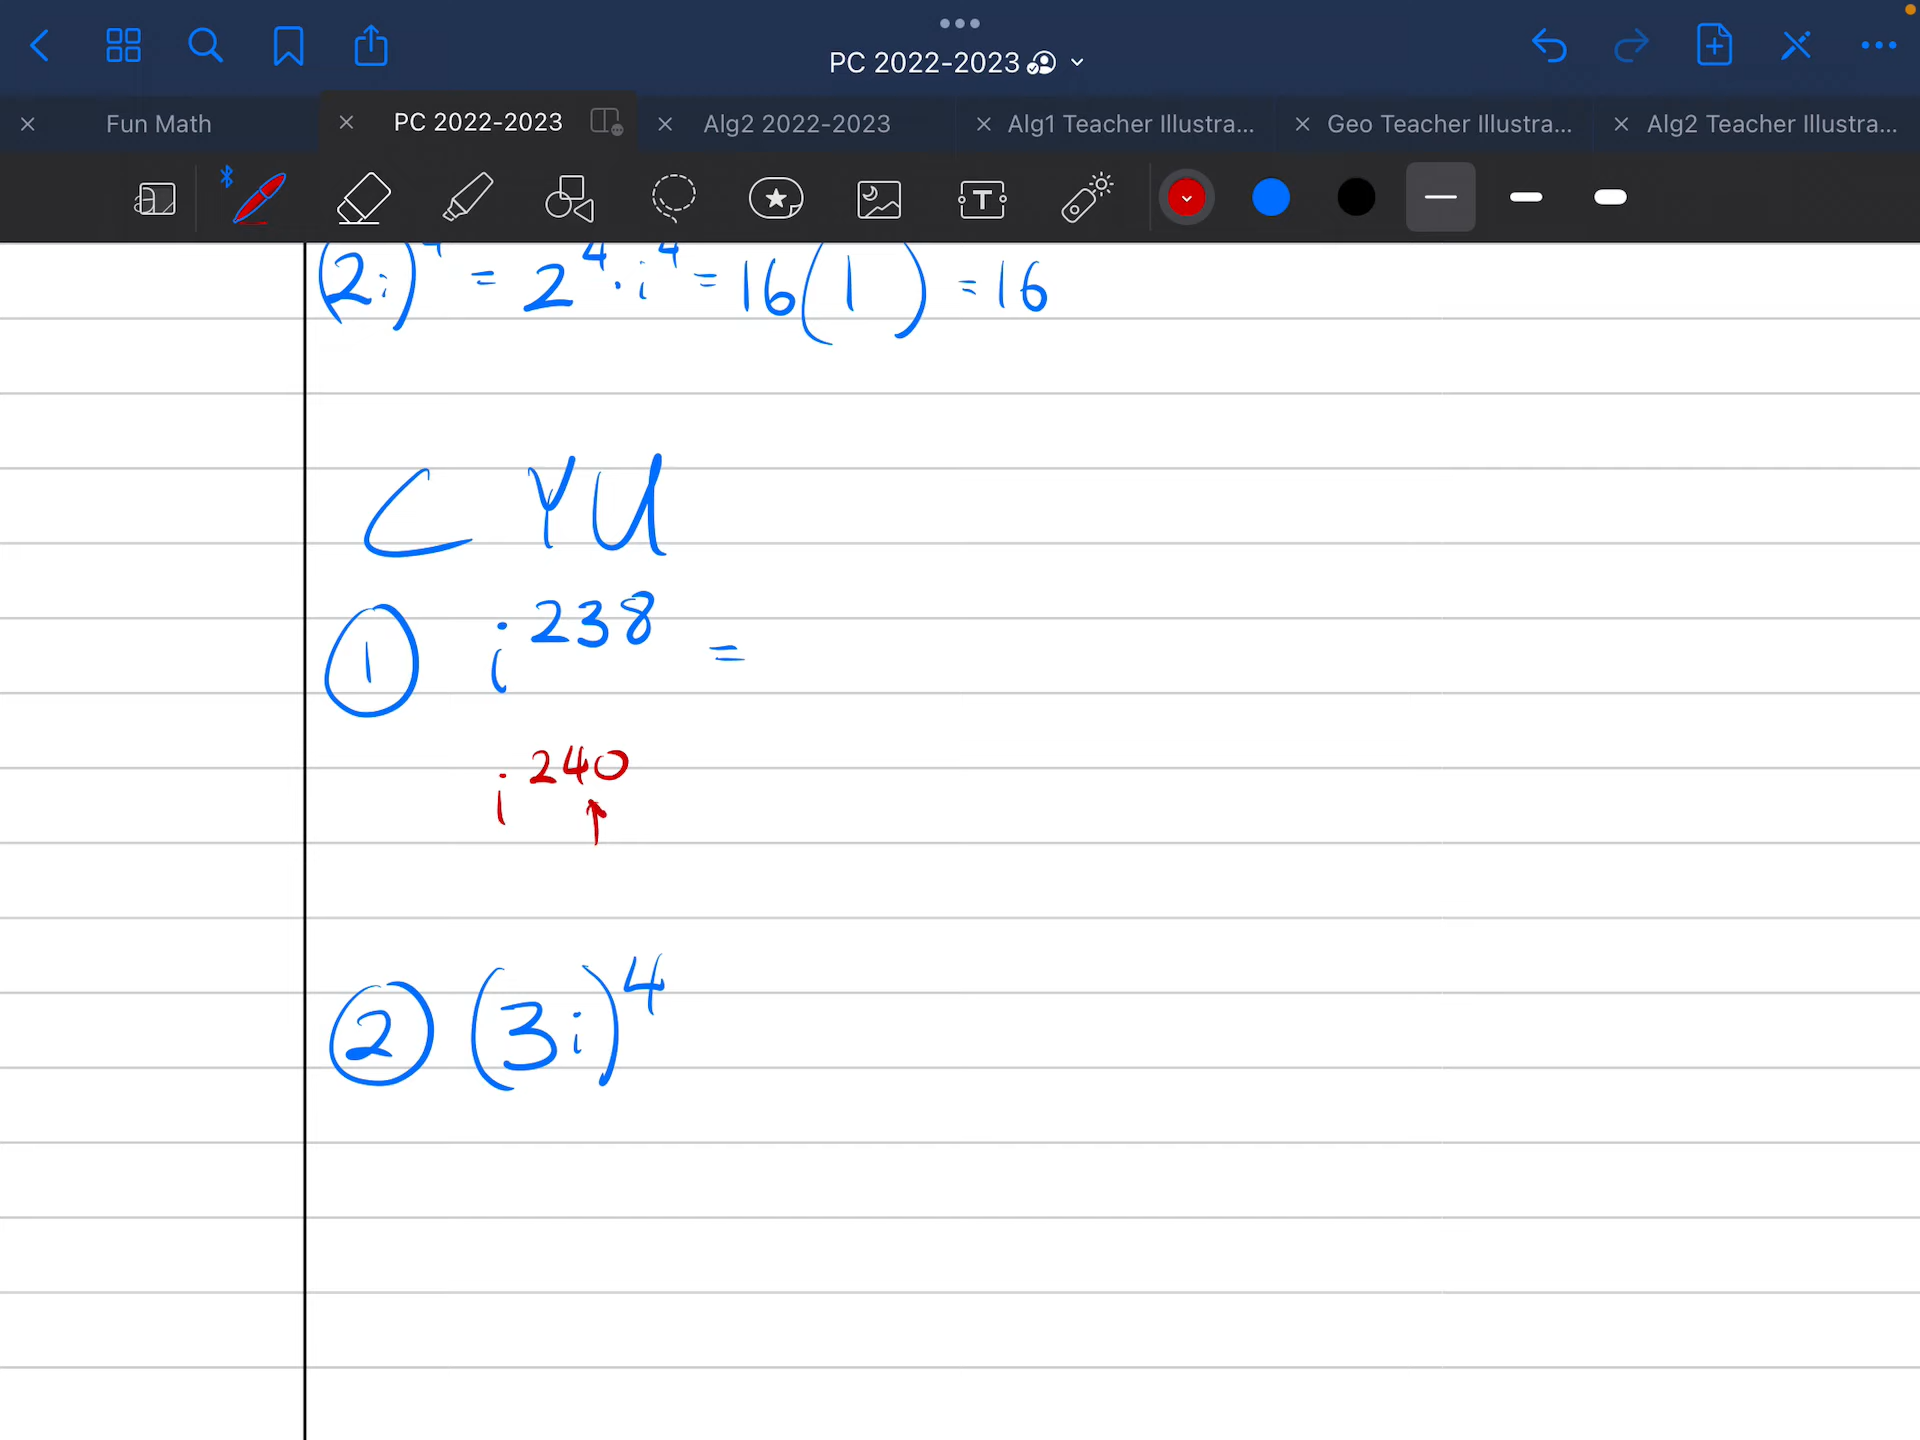 PC 2022-2023
Fun Math
PC 2022-2023
Alg2 2022-2023
Alg1 Teacher Illustra...
Geo Teacher Illustra...
Alg2 Teacher Illustra...
(2i)⁴ = 2⁴ · i⁴ = 16(1) = 16
CYU
① i²³⁸ =
i²⁴⁰
② (3i)⁴